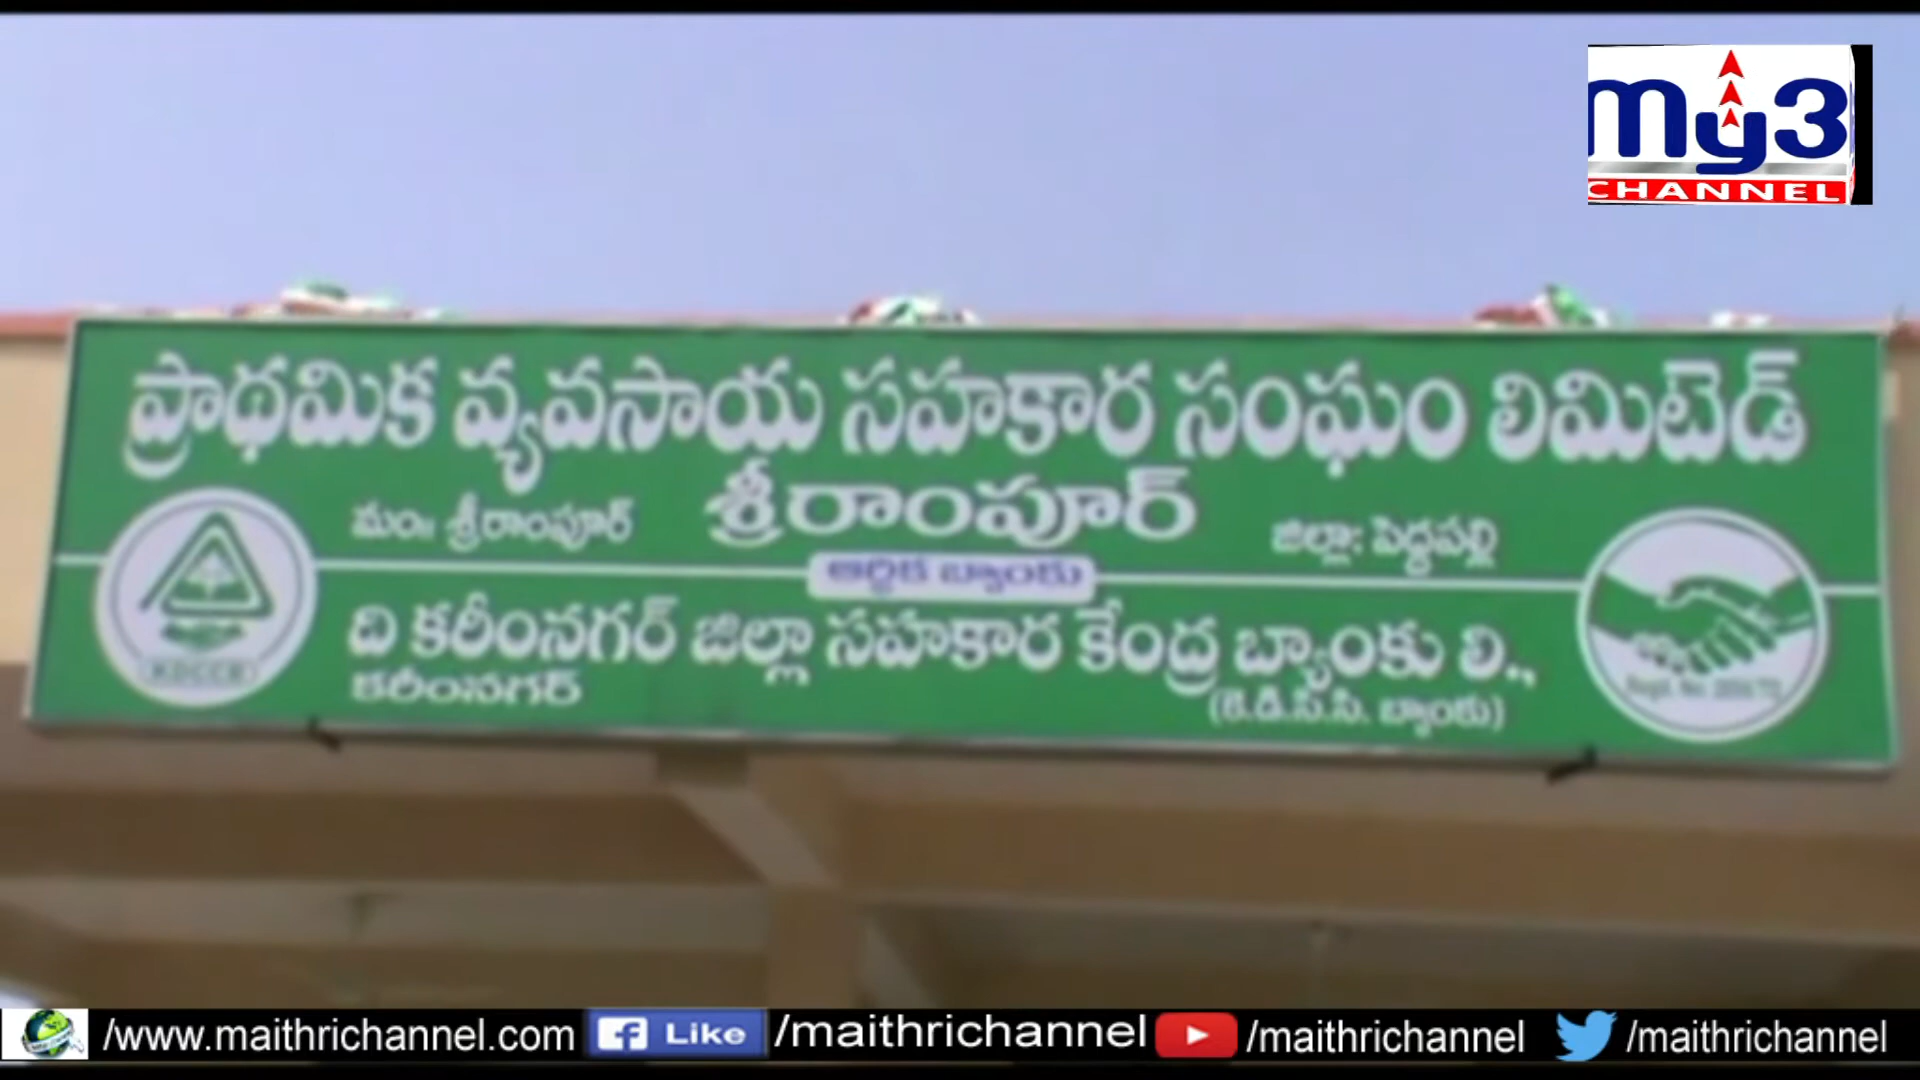 my3
CHANNEL
ప్రాథమిక వ్యవసాయ సహకార సంఘం లిమిటెడ్
మం॥ శ్రీరాంపూర్ శ్రీరాంపూర్ జిల్లా: పెద్దపల్లి
ఆర్థిక బ్యాంకు
ది కరీంనగర్ జిల్లా సహకార కేంద్ర బ్యాంకు లి.,
కరీంనగర్ (కె.డి.సి.సి. బ్యాంకు)
KDCCB
/www.maithrichannel.com Like /maithrichannel /maithrichannel /maithrichannel